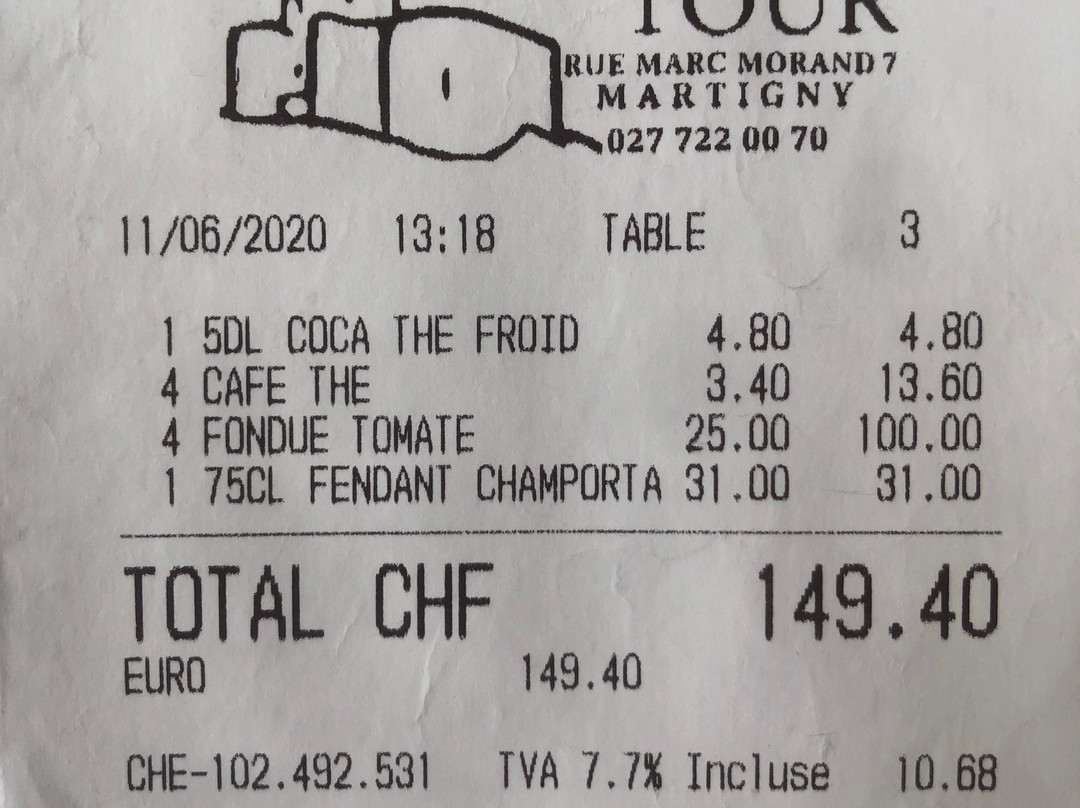 TOUR
RUE MARC MORAND 7
MARTIGNY
027 722 00 70
11/06/2020 13:18 TABLE 3
1 5DL COCA THE FROID 4.80 4.80
4 CAFE THE 3.40 13.60
4 FONDUE TOMATE 25.00 100.00
1 75CL FENDANT CHAMPORTA 31.00 31.00
TOTAL CHF 149.40
EURO 149.40
CHE-102.492.531 TVA 7.7% Incluse 10.68